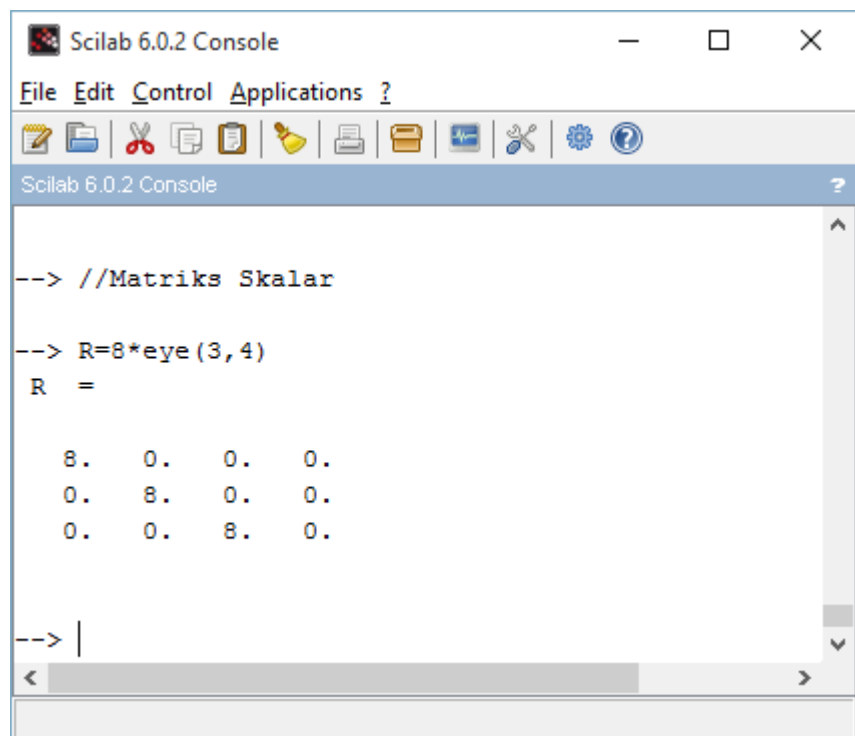 Scilab 6.0.2 Console
File Edit Control Applications ?
Scilab 6.0.2 Console ?
--> //Matriks Skalar
--> R=8*eye(3,4)
R =
8. 0. 0. 0.
0. 8. 0. 0.
0. 0. 8. 0.
-->